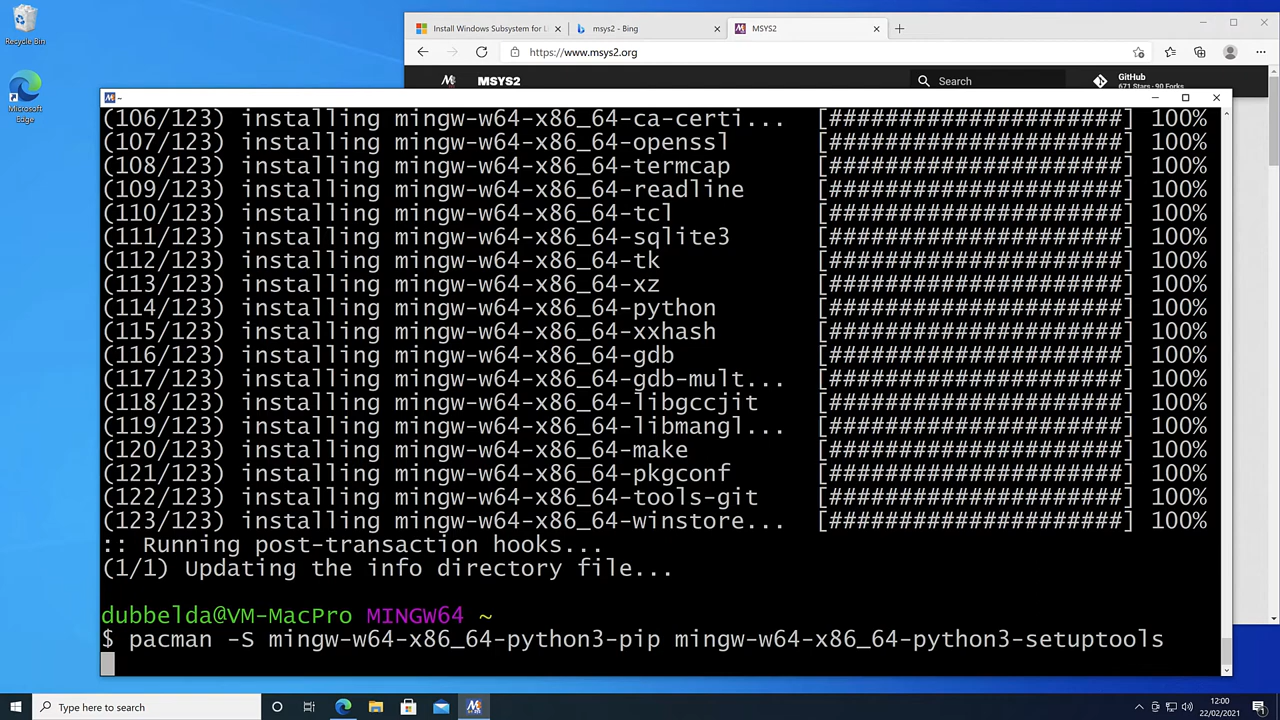 Recycle Bin
Microsoft
Edge
Install Windows Subsystem for L
msys2 - Bing
MSYS2
https://www.msys2.org
MSYS2
Search
GitHub
671 Stars · 90 Forks
~
(106/123) installing mingw-w64-x86_64-ca-certi... [#####################] 100%
(107/123) installing mingw-w64-x86_64-openssl [#####################] 100%
(108/123) installing mingw-w64-x86_64-termcap [#####################] 100%
(109/123) installing mingw-w64-x86_64-readline [#####################] 100%
(110/123) installing mingw-w64-x86_64-tcl [#####################] 100%
(111/123) installing mingw-w64-x86_64-sqlite3 [#####################] 100%
(112/123) installing mingw-w64-x86_64-tk [#####################] 100%
(113/123) installing mingw-w64-x86_64-xz [#####################] 100%
(114/123) installing mingw-w64-x86_64-python [#####################] 100%
(115/123) installing mingw-w64-x86_64-xxhash [#####################] 100%
(116/123) installing mingw-w64-x86_64-gdb [#####################] 100%
(117/123) installing mingw-w64-x86_64-gdb-mult... [#####################] 100%
(118/123) installing mingw-w64-x86_64-libgccjit [#####################] 100%
(119/123) installing mingw-w64-x86_64-libmangl... [#####################] 100%
(120/123) installing mingw-w64-x86_64-make [#####################] 100%
(121/123) installing mingw-w64-x86_64-pkgconf [#####################] 100%
(122/123) installing mingw-w64-x86_64-tools-git [#####################] 100%
(123/123) installing mingw-w64-x86_64-winstore... [#####################] 100%
:: Running post-transaction hooks...
(1/1) Updating the info directory file...
dubbelda@VM-MacPro MINGW64 ~
$ pacman -S mingw-w64-x86_64-python3-pip mingw-w64-x86_64-python3-setuptools
Type here to search
12:00
22/02/2021